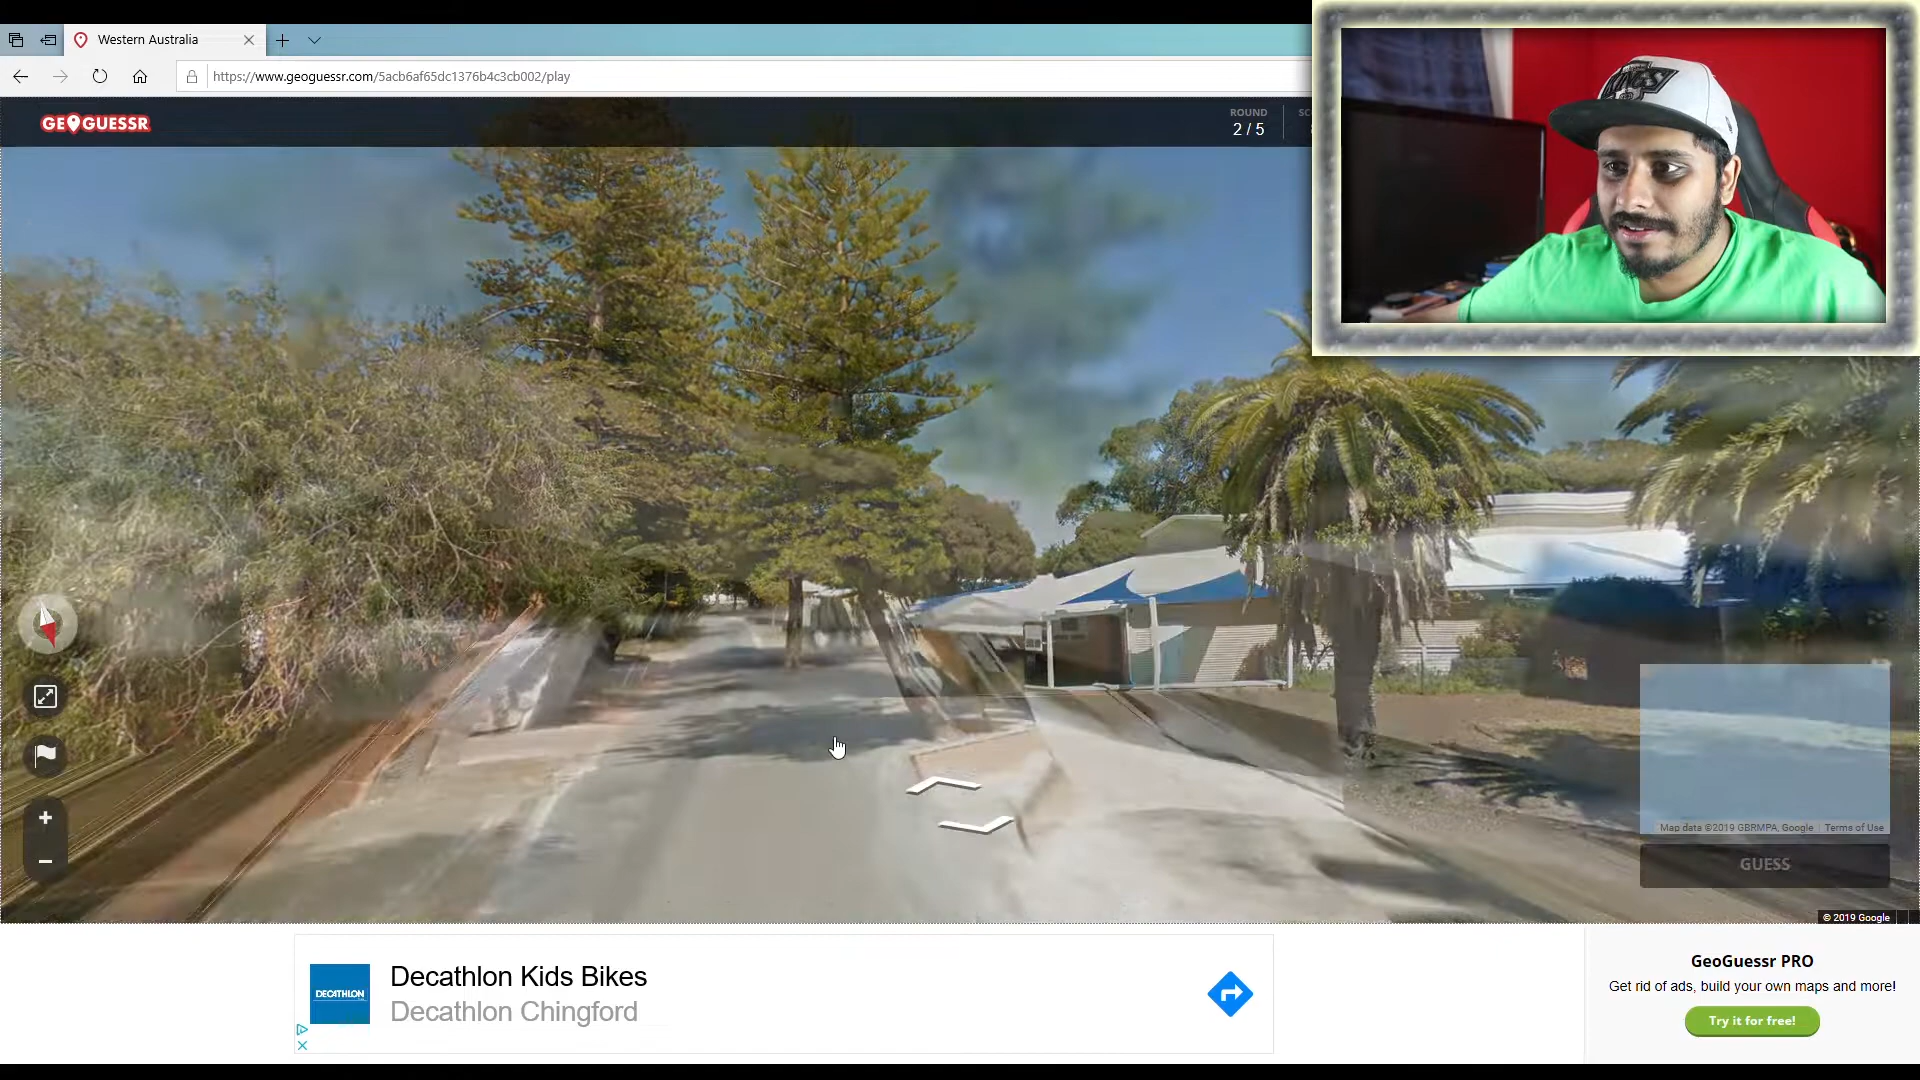 Western Australia
https://www.geoguessr.com/5acb6af65dc1376b4c3cb002/play
GEOGUESSR
ROUND
2 / 5
KINGS
Map data ©2019 GBRMPA, Google
Terms of Use
GUESS
© 2019 Google
DECATHLON
Decathlon Kids Bikes
Decathlon Chingford
GeoGuessr PRO
Get rid of ads, build your own maps and more!
Try it for free!